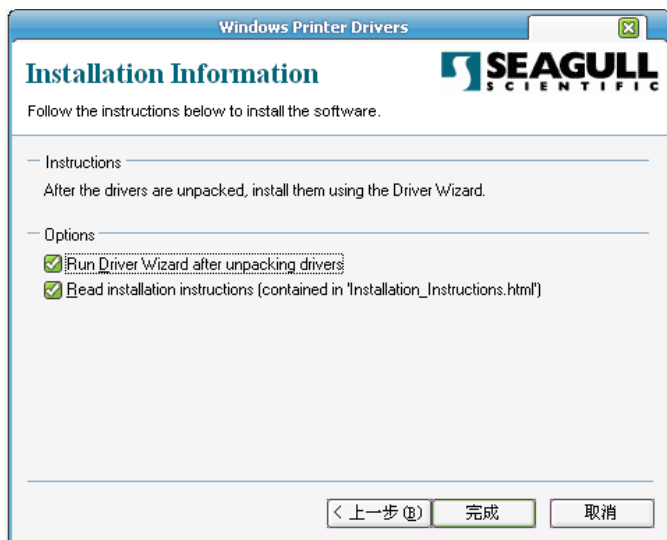 Windows Printer Drivers
Installation Information
SEAGULL
SCIENTIFIC
Follow the instructions below to install the software.
Instructions
After the drivers are unpacked, install them using the Driver Wizard.
Options
Run Driver Wizard after unpacking drivers
Read installation instructions (contained in 'Installation_Instructions.html')
< 上一步(B)
完成
取消